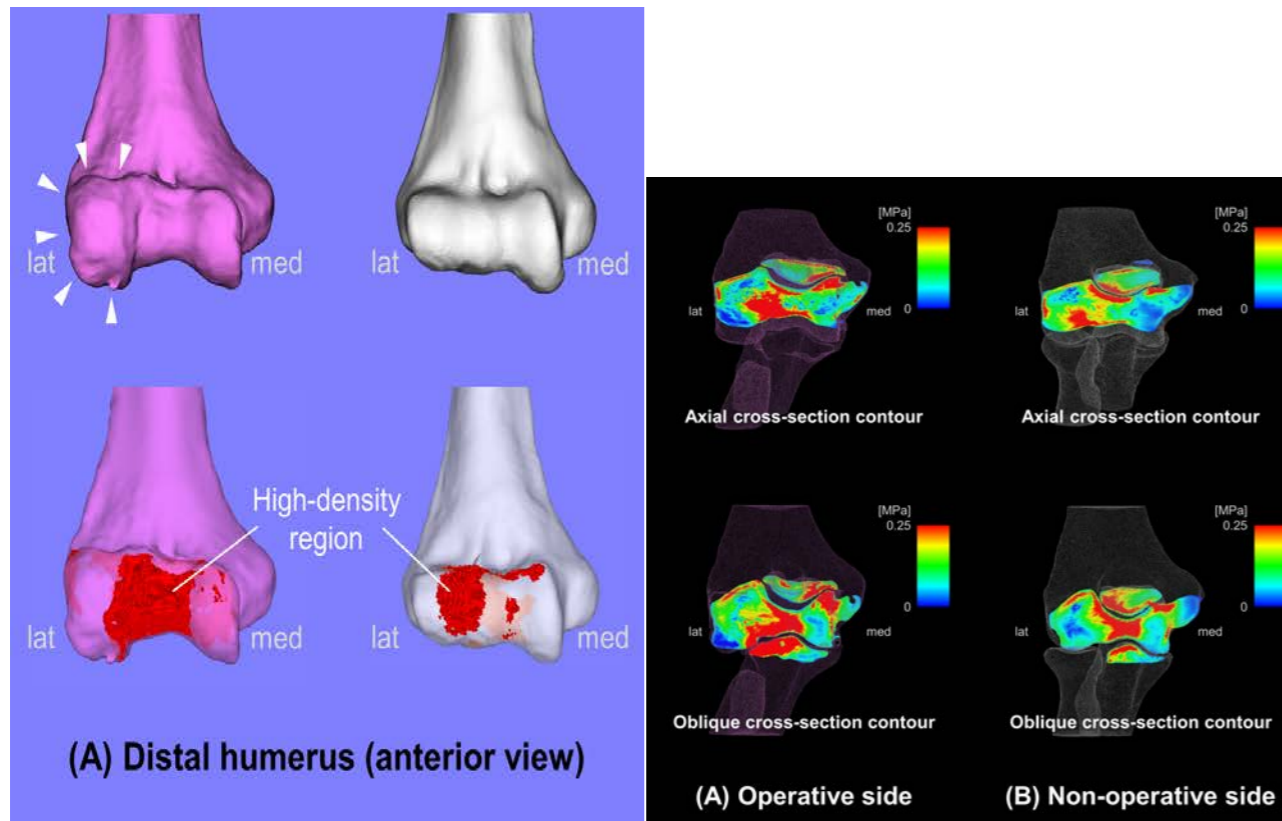 lat med lat med
High-density
region
lat med lat med
(A) Distal humerus (anterior view)
[MPa] [MPa]
0.25 0.25
lat med 0 lat med 0
Axial cross-section contour Axial cross-section contour
[MPa] [MPa]
0.25 0.25
lat med 0 lat med 0
Oblique cross-section contour Oblique cross-section contour
(A) Operative side (B) Non-operative side